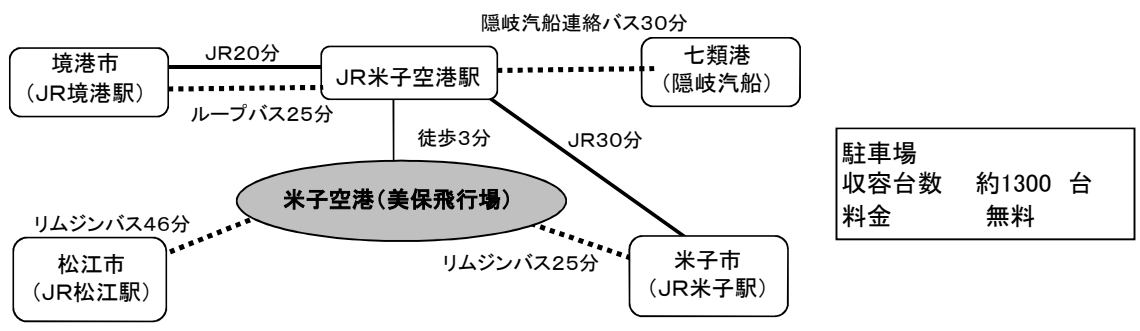 隠岐汽船連絡バス30分
境港市
（JR境港駅）
JR20分
JR米子空港駅
七類港
（隠岐汽船）
ループバス25分
徒歩3分
JR30分
駐車場
収容台数　約1300　台
料金　無料
米子空港（美保飛行場）
リムジンバス46分
松江市
（JR松江駅）
リムジンバス25分
米子市
（JR米子駅）